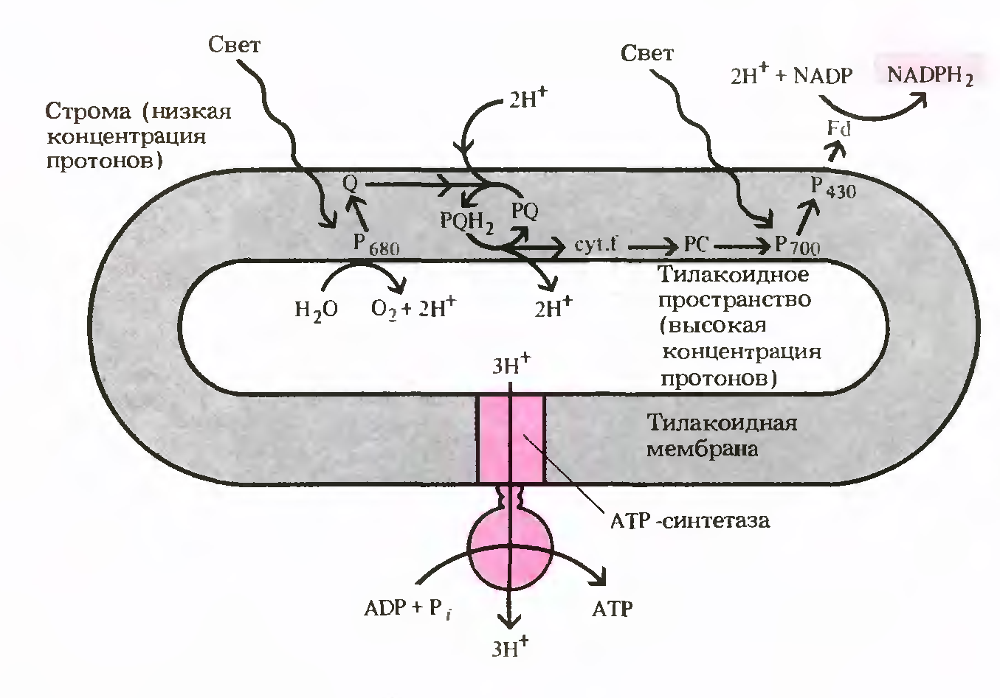 Свет
Свет
2H⁺ + NADP
NADPH₂
2H⁺
Строма (низкая
концентрация
протонов)
Fd
Q
P₄₃₀
PQH₂
PQ
P₆₈₀
cyt.f
PC
P₇₀₀
H₂O
O₂ + 2H⁺
2H⁺
Тилакоидное
пространство
(высокая
концентрация
протонов)
3H⁺
Тилакоидная
мембрана
ATP -синтетаза
ADP + Pᵢ
ATP
3H⁺